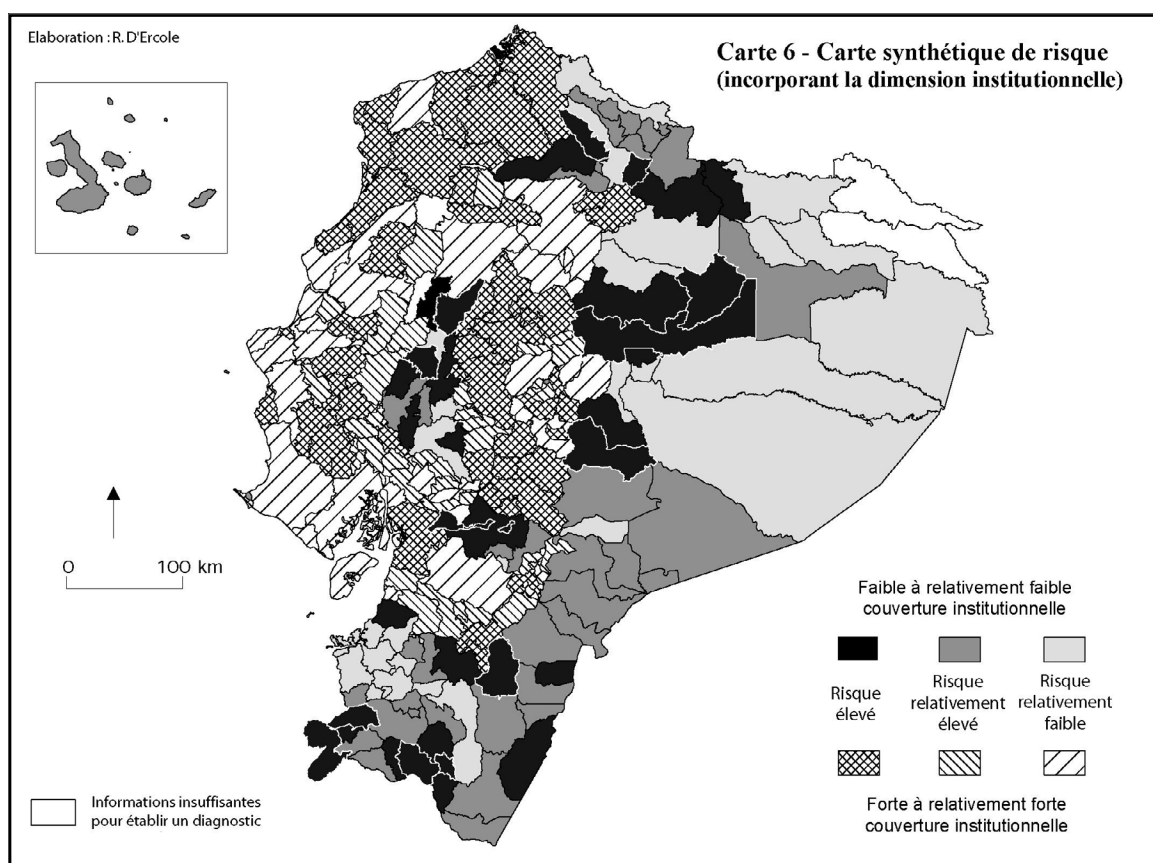 Elaboration : R. D'Ercole
Carte 6 - Carte synthétique de risque
(incorporant la dimension institutionnelle)
0 100 km
Faible à relativement faible
couverture institutionnelle
Risque
élevé
Risque
relativement
élevé
Risque
relativement
faible
Forte à relativement forte
couverture institutionnelle
Informations insuffisantes
pour établir un diagnostic